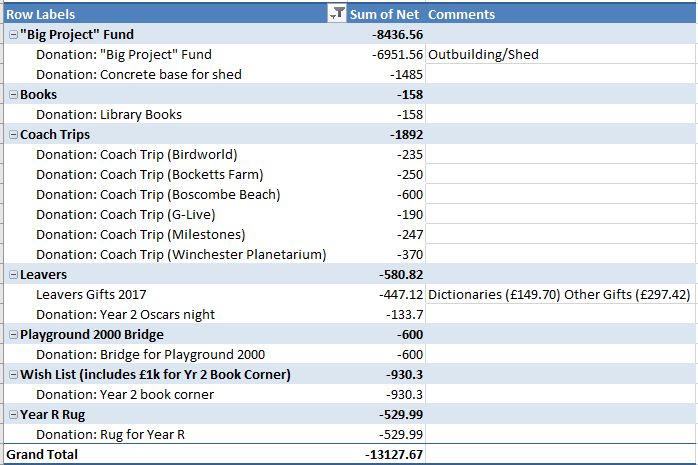 Row Labels Sum of Net Comments
"Big Project" Fund -8436.56
Donation: "Big Project" Fund -6951.56 Outbuilding/Shed
Donation: Concrete base for shed -1485
Books -158
Donation: Library Books -158
Coach Trips -1892
Donation: Coach Trip (Birdworld) -235
Donation: Coach Trip (Bocketts Farm) -250
Donation: Coach Trip (Boscombe Beach) -600
Donation: Coach Trip (G-Live) -190
Donation: Coach Trip (Milestones) -247
Donation: Coach Trip (Winchester Planetarium) -370
Leavers -580.82
Leavers Gifts 2017 -447.12 Dictionaries (£149.70) Other Gifts (£297.42)
Donation: Year 2 Oscars night -133.7
Playground 2000 Bridge -600
Donation: Bridge for Playground 2000 -600
Wish List (includes £1k for Yr 2 Book Corner) -930.3
Donation: Year 2 book corner -930.3
Year R Rug -529.99
Donation: Rug for Year R -529.99
Grand Total -13127.67